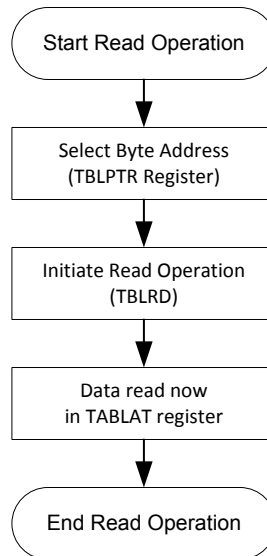 Start Read Operation
Select Byte Address
(TBLPTR Register)
Initiate Read Operation
(TBLRD)
Data read now
in TABLAT register
End Read Operation